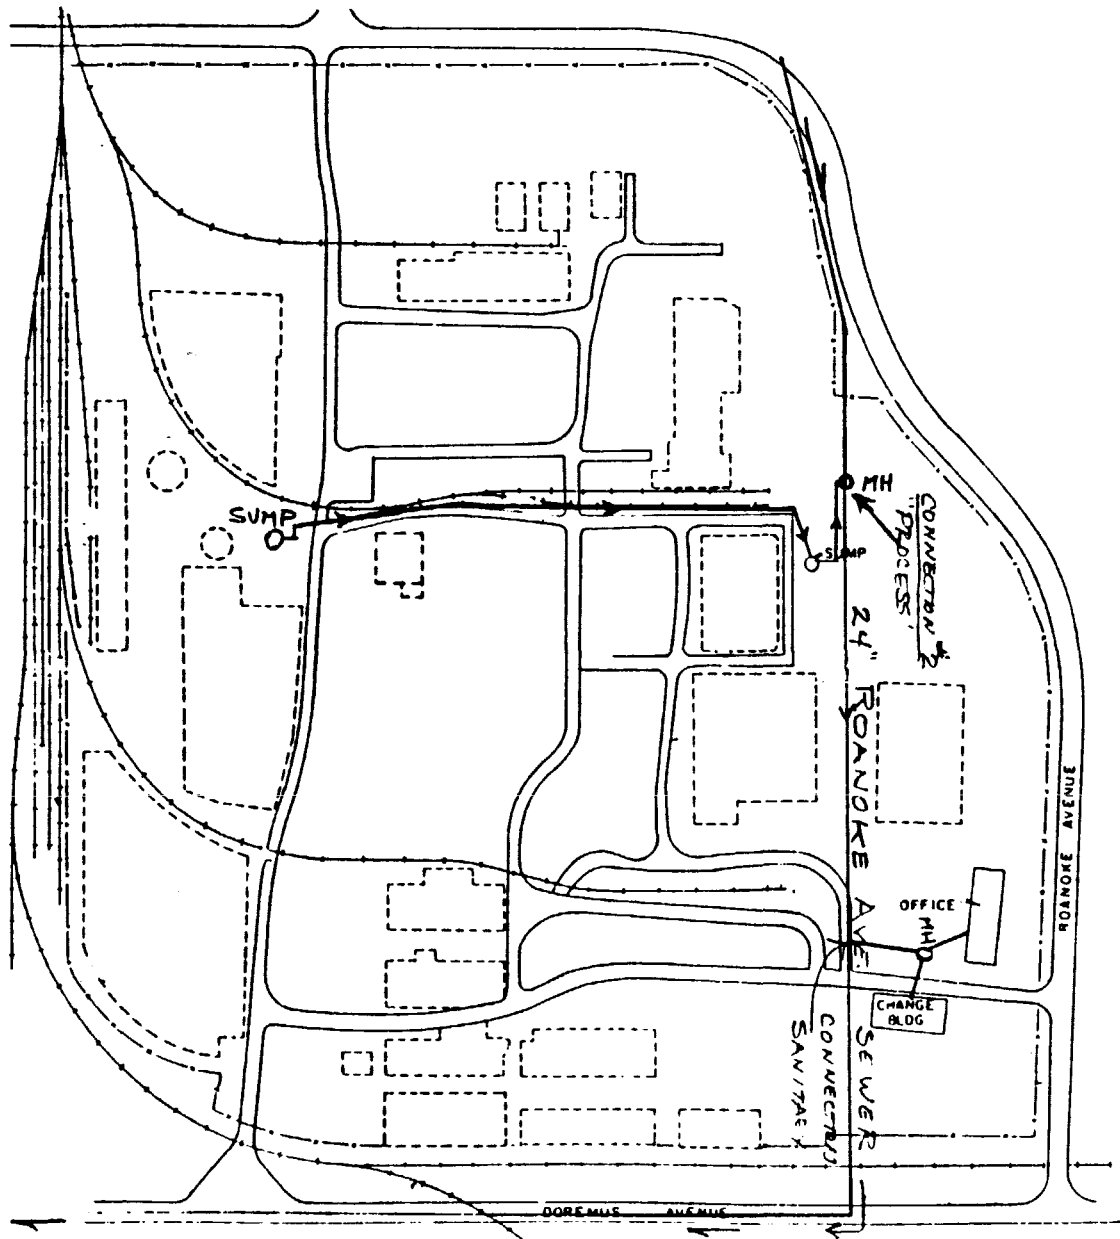 SUMP
MH
SUMP
CONNECTION #2
"PROCESS"
24" ROANOKE AVE SEWER
ROANOKE AVENUE
OFFICE
MH
CHANGE
BLDG
SANITARY
CONNECTION
DOREMUS AVENUE